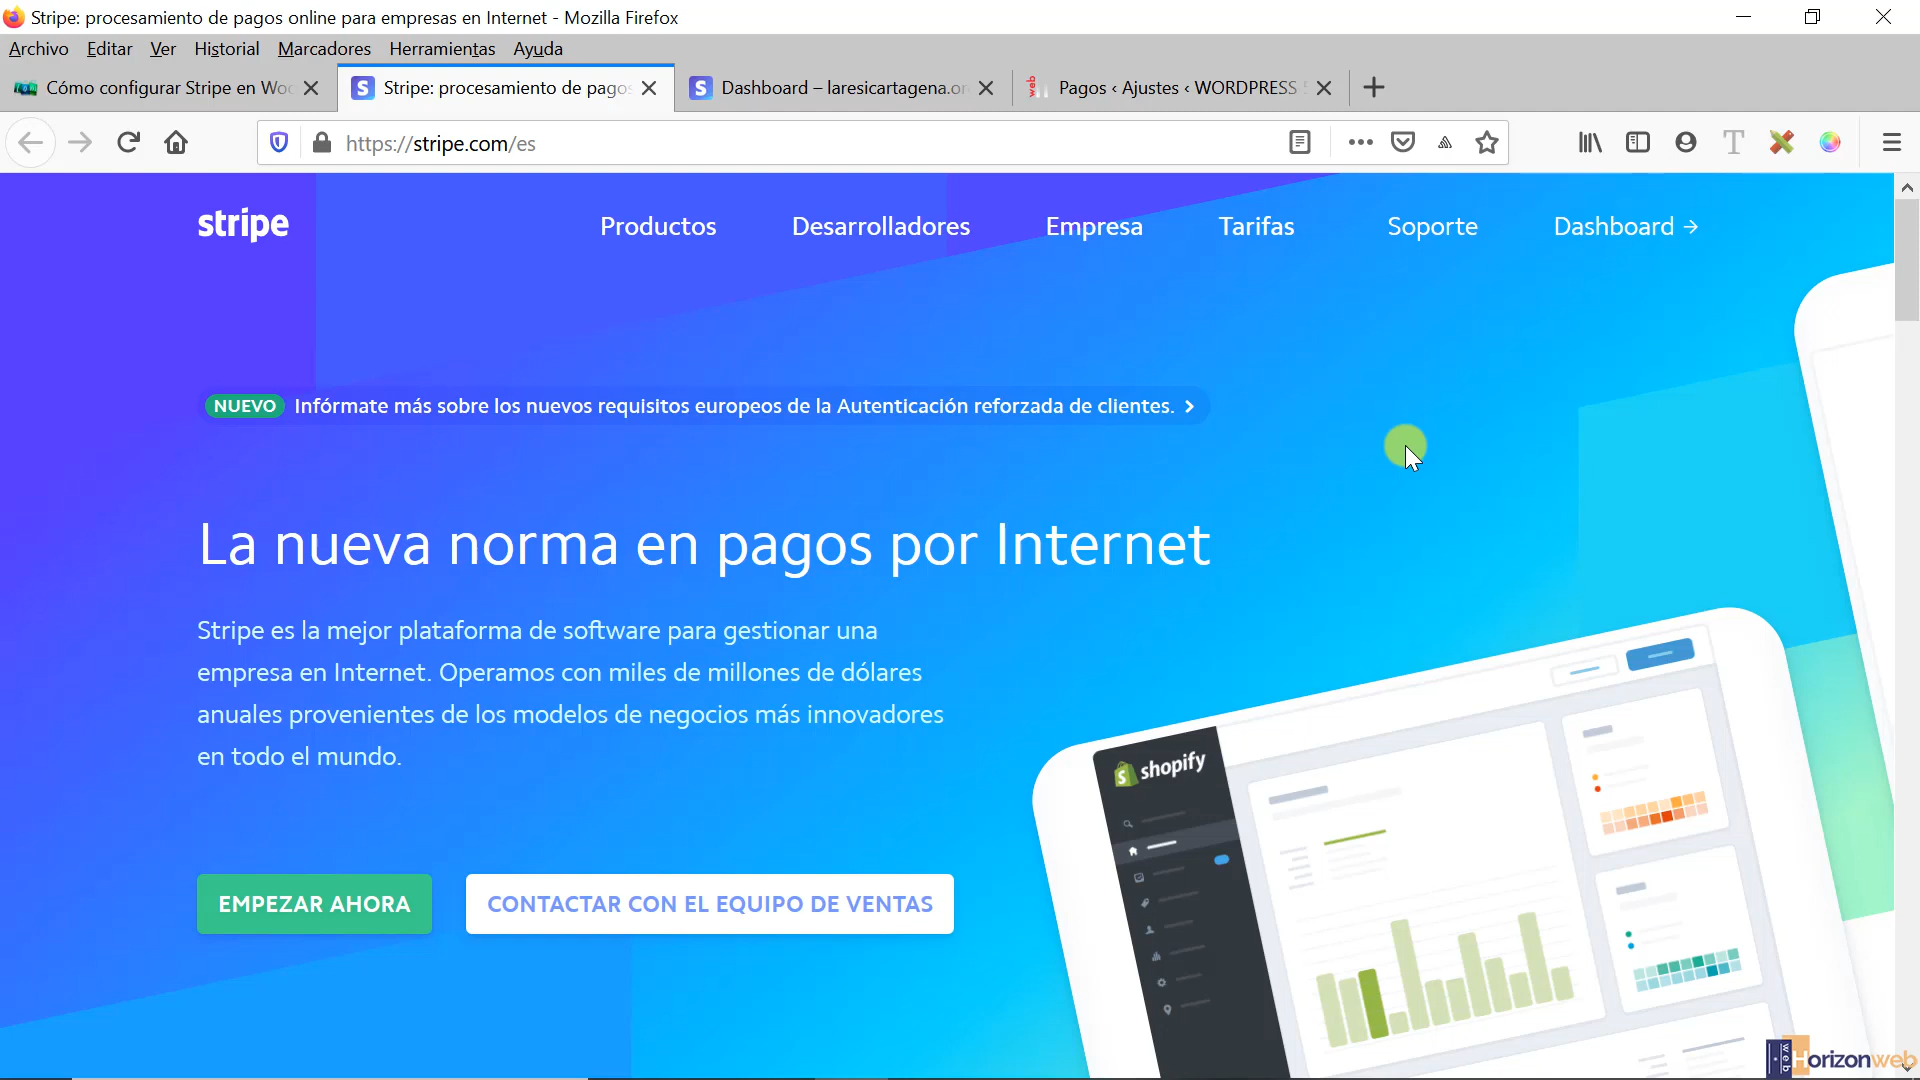 Stripe: procesamiento de pagos online para empresas en Internet - Mozilla Firefox
Archivo Editar Ver Historial Marcadores Herramientas Ayuda
Cómo configurar Stripe en Woo
Stripe: procesamiento de pagos
Dashboard – laresicartagena.or
Pagos ‹ Ajustes ‹ WORDPRESS 5
https://stripe.com/es
stripe
Productos Desarrolladores Empresa Tarifas Soporte Dashboard →
NUEVO Infórmate más sobre los nuevos requisitos europeos de la Autenticación reforzada de clientes. ›
La nueva norma en pagos por Internet
Stripe es la mejor plataforma de software para gestionar una
empresa en Internet. Operamos con miles de millones de dólares
anuales provenientes de los modelos de negocios más innovadores
en todo el mundo.
EMPEZAR AHORA
CONTACTAR CON EL EQUIPO DE VENTAS
shopify
web Horizonweb